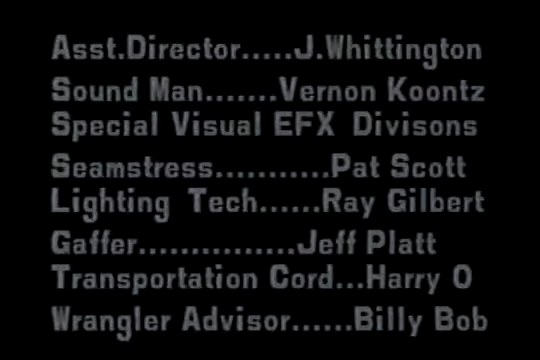 Asst.Director.....J.Whittington
Sound Man.......Vernon Koontz
Special Visual EFX Divisons
Seamstress...........Pat Scott
Lighting Tech......Ray Gilbert
Gaffer...............Jeff Platt
Transportation Cord...Harry O
Wrangler Advisor......Billy Bob